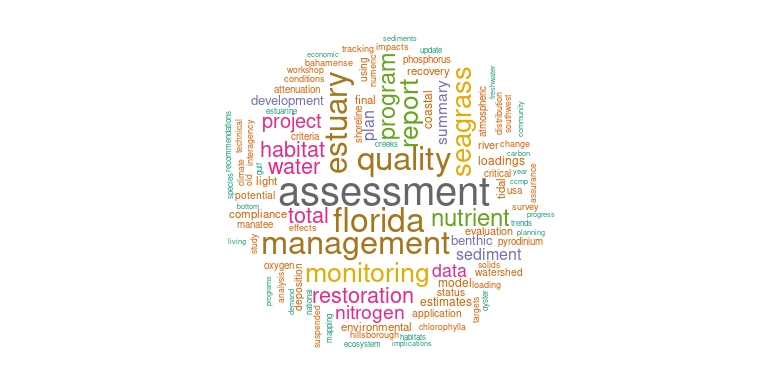 sediments
economic
tracking
impacts
update
workshop
bahamense
using
numeric
program
phosphorus
conditions
recovery
freshwater
attenuation
estuary
final
report
coastal
summary
seagrass
atmospheric
distribution
southwest
community
development
estuarine
shoreline
plan
project
criteria
creeks
river
change
recommendations
technical
interagency
habitat
quality
loadings
carbon
water
gulf
climate
old
species
light
critical
year
assurance
potential
assessment
tidal
ccmp
usa
bottom
compliance
total
florida
nutrient
survey
progress
manatee
effects
trends
evaluation
planning
living
study
management
benthic
pyrodinium
sediment
oxygen
analysis
deposition
monitoring
data
solids
watershed
programs
demand
national
restoration
model
loading
status
estimates
oyster
targets
suspended
mapping
nitrogen
application
environmental
chlorophylla
hillsborough
habitats
ecosystem
implications